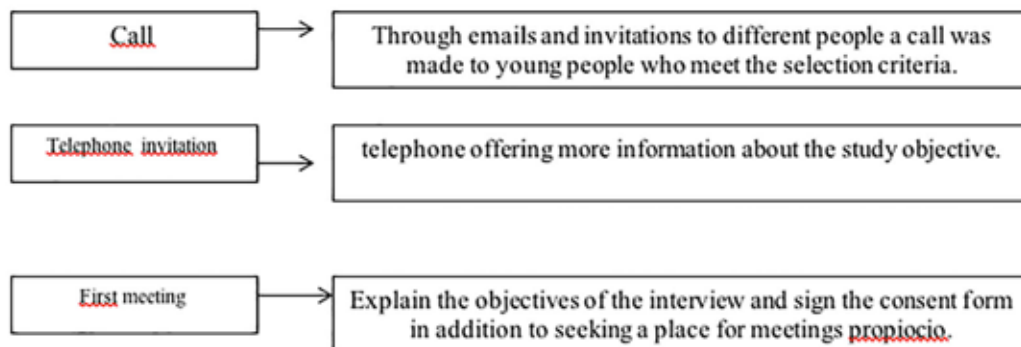 Call
Through emails and invitations to different people a call was
made to young people who meet the selection criteria.
Telephone invitation
telephone offering more information about the study objective.
First meeting
Explain the objectives of the interview and sign the consent form
in addition to seeking a place for meetings propiocio.